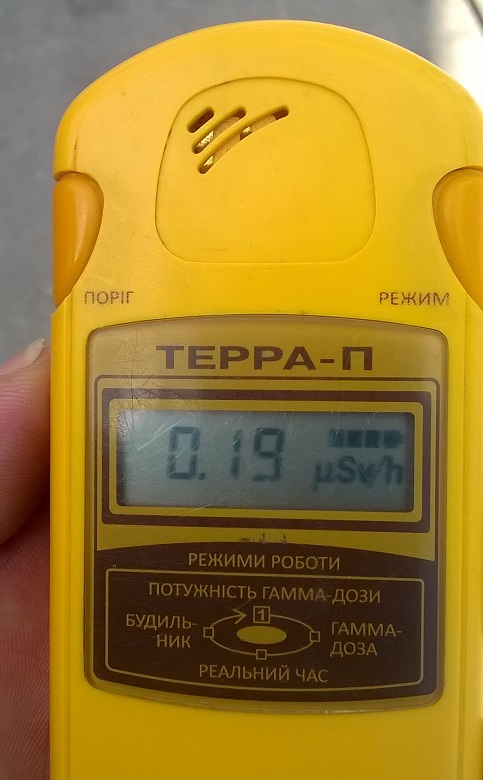 ПОРІГ
РЕЖИМ
ТЕРРА-П
0.19
µSv/h
РЕЖИМИ РОБОТИ
ПОТУЖНІСТЬ ГАММА-ДОЗИ
1
БУДИЛЬ-
НИК
ГАММА-
ДОЗА
РЕАЛЬНИЙ ЧАС